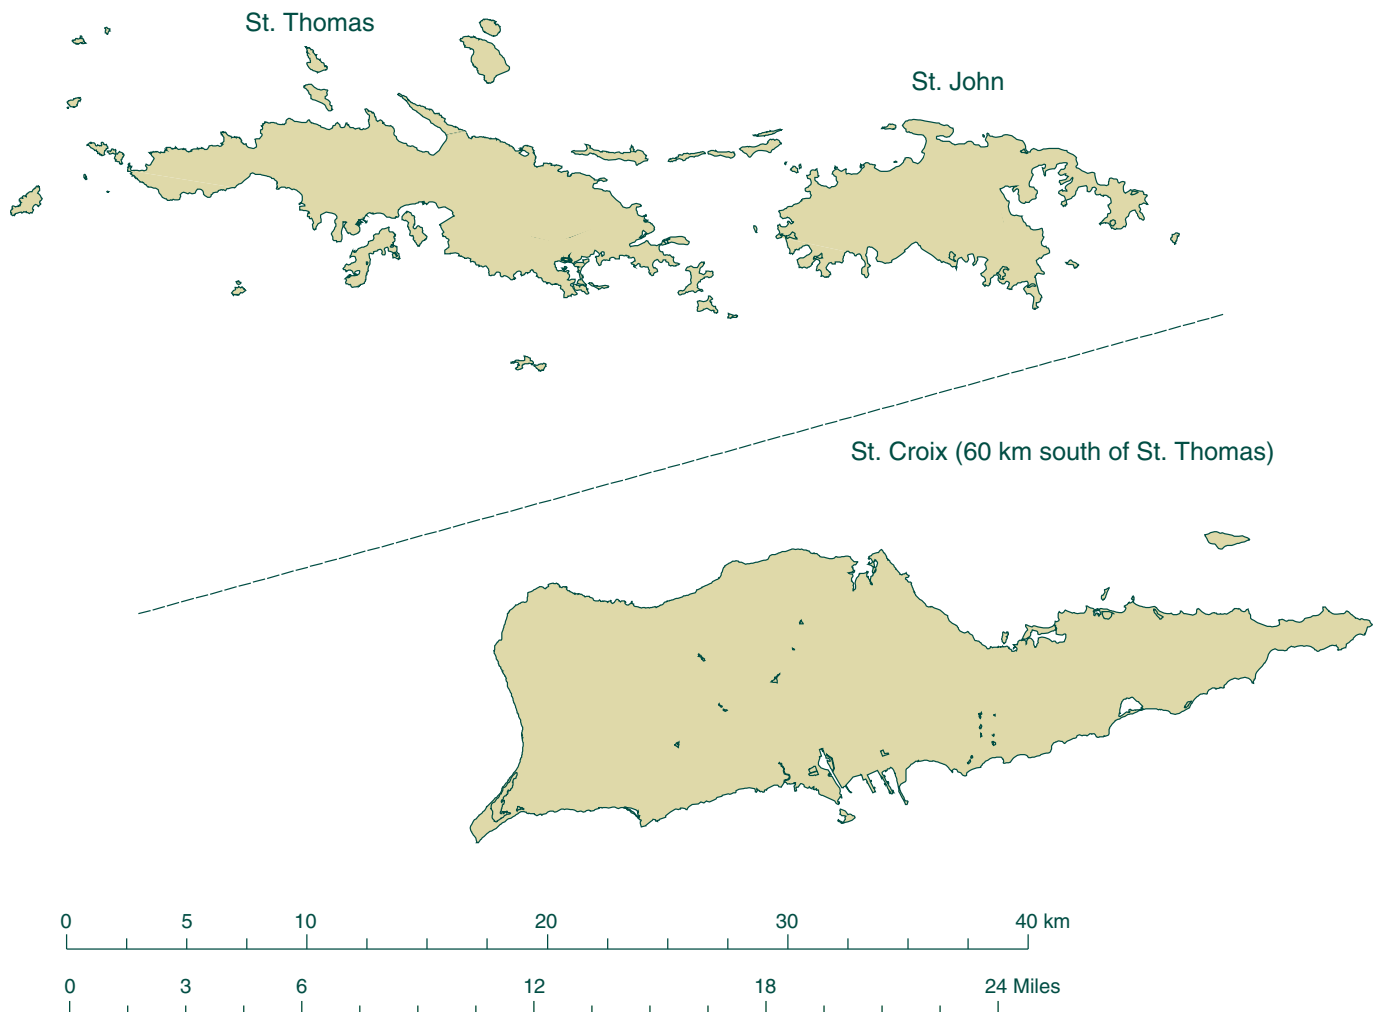 St. Thomas
St. John
St. Croix (60 km south of St. Thomas)
0 5 10 20 30 40 km
0 3 6 12 18 24 Miles